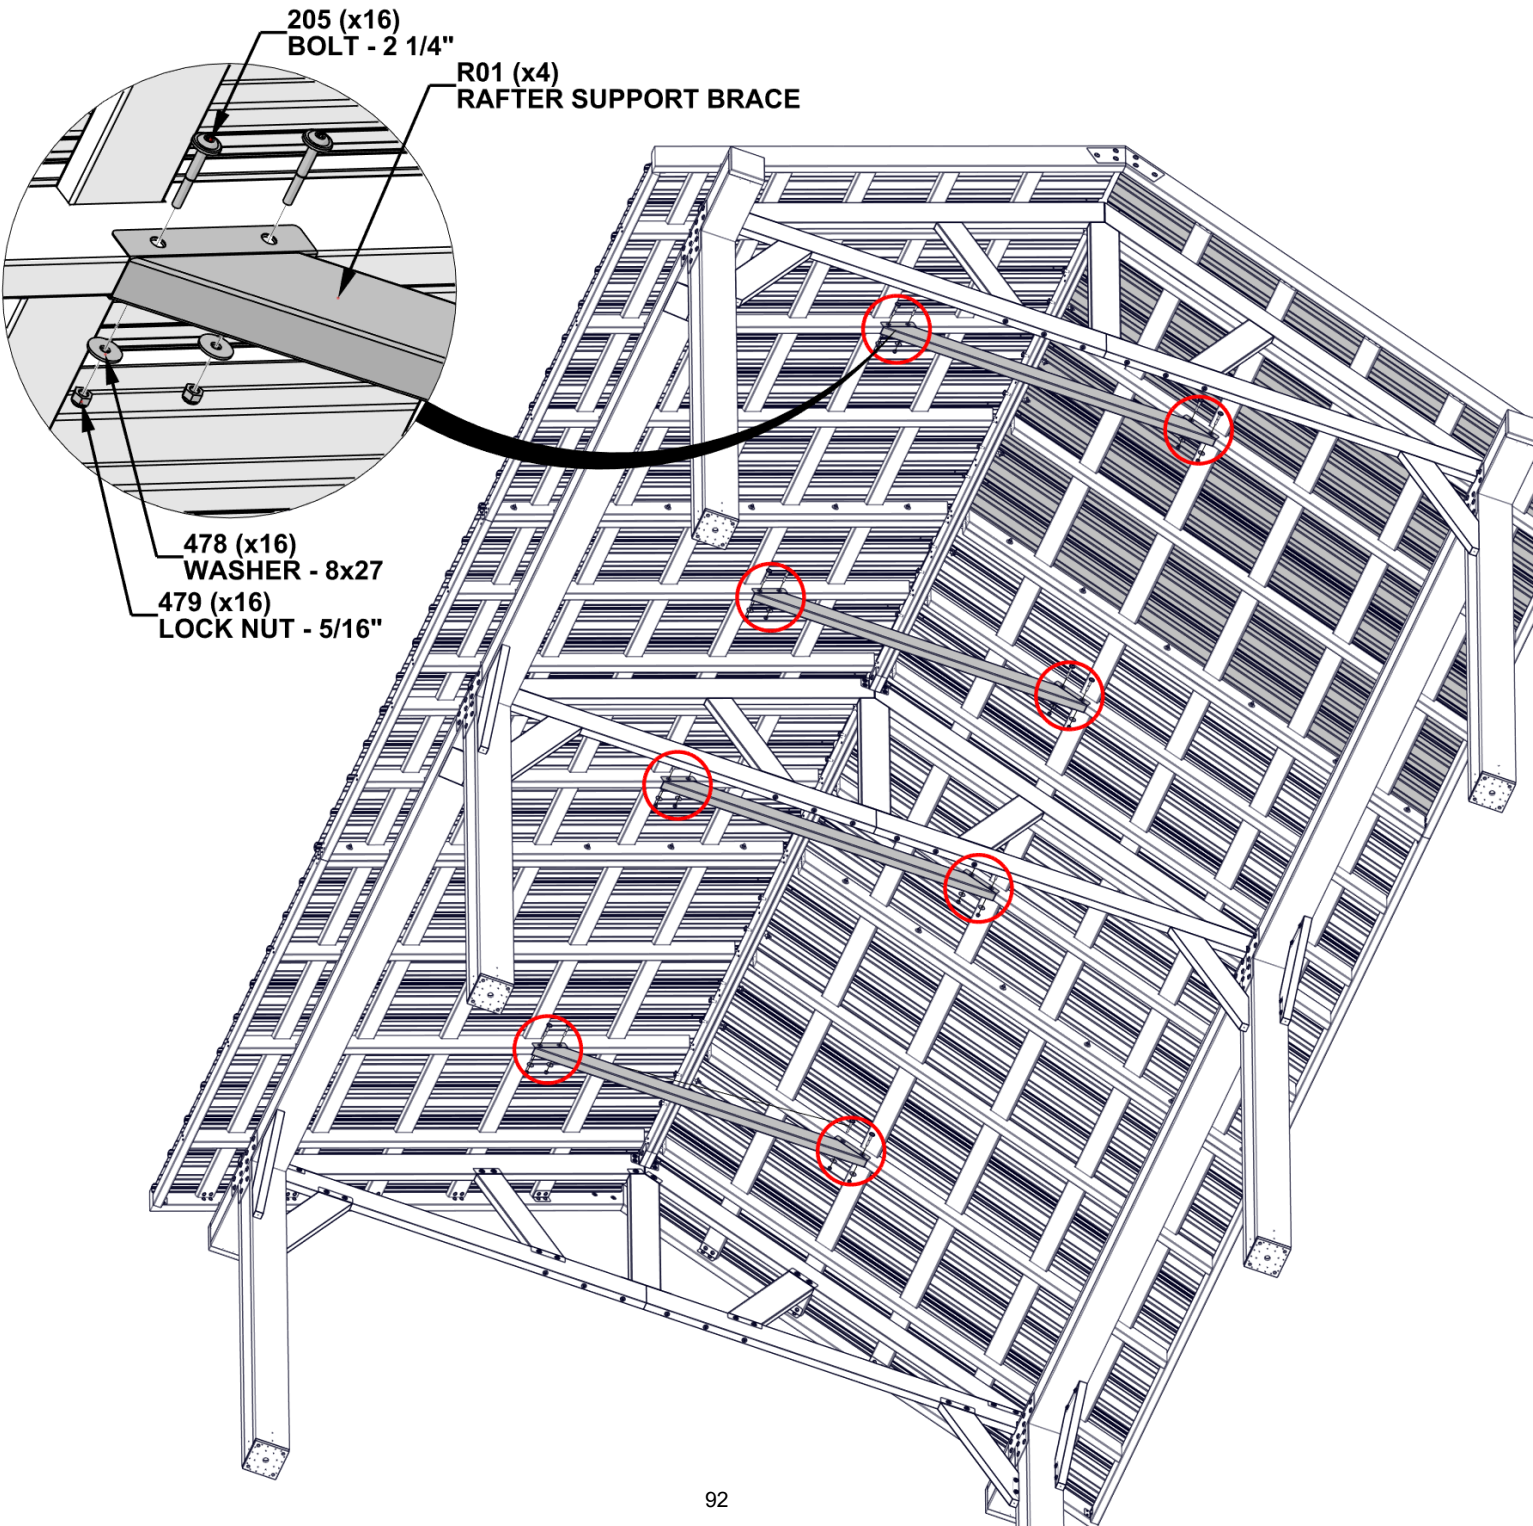 205 (x16)
BOLT - 2 1/4"
R01 (x4)
RAFTER SUPPORT BRACE
478 (x16)
WASHER - 8x27
479 (x16)
LOCK NUT - 5/16"
92